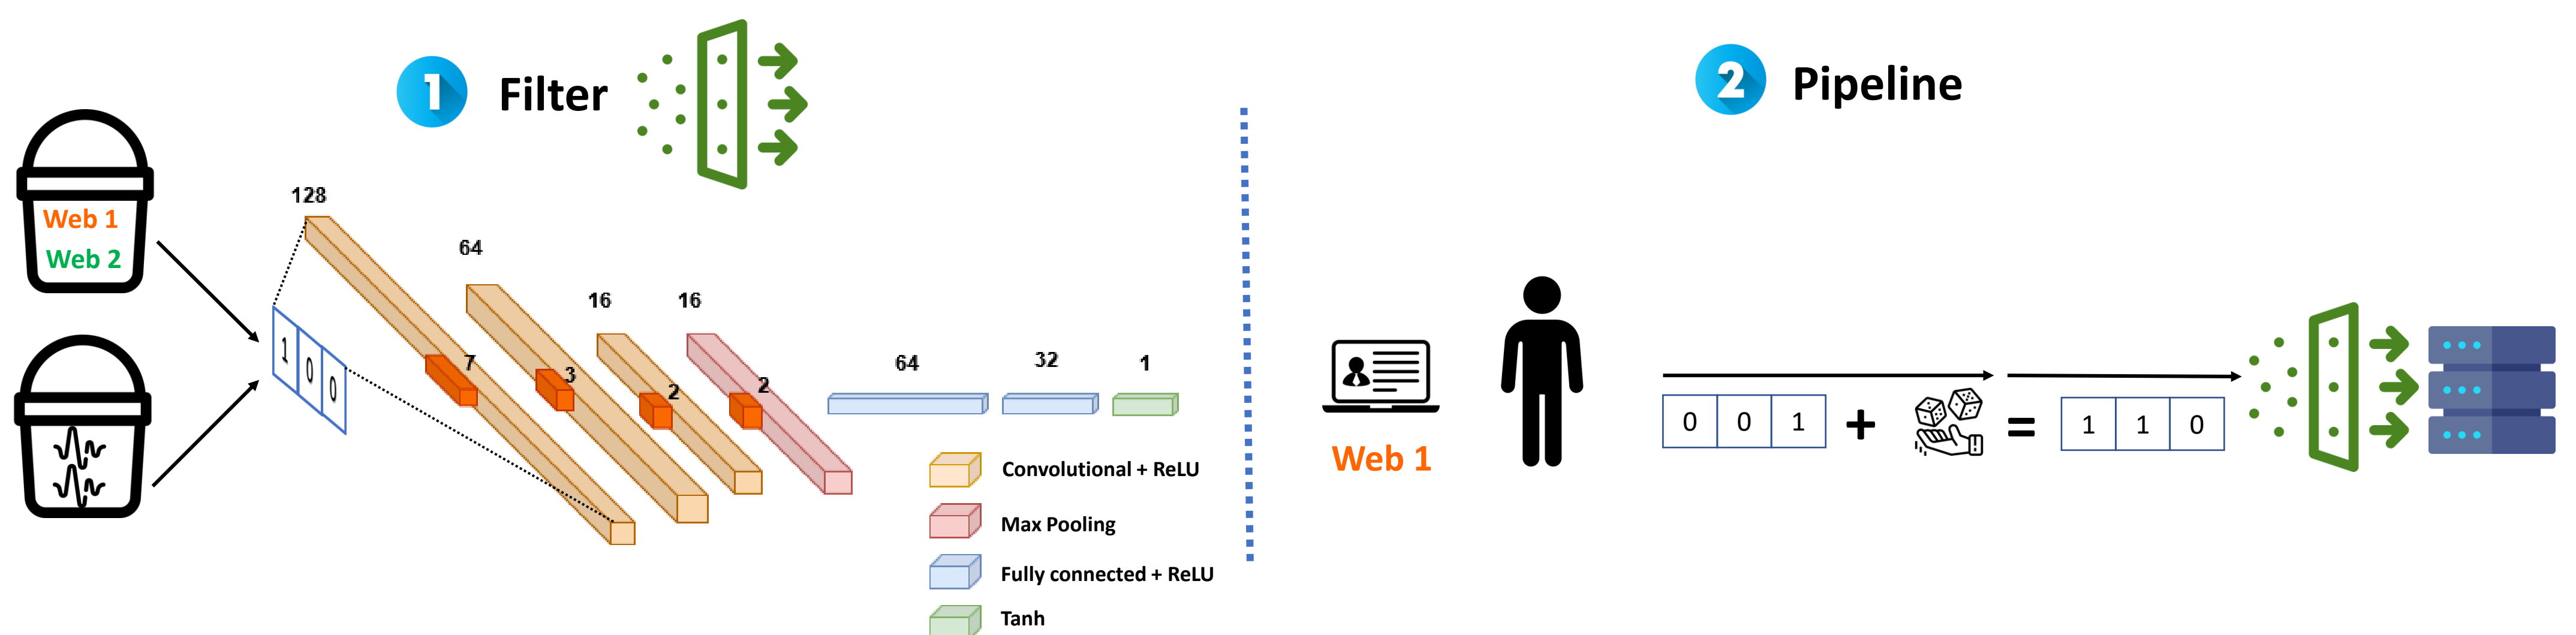 1 Filter
Web 1
Web 2
128
64
16
16
7
3
2
2
1 0 0
64
32
1
Convolutional + ReLU
Max Pooling
Fully connected + ReLU
Tanh
2 Pipeline
Web 1
0 0 1 + = 1 1 0